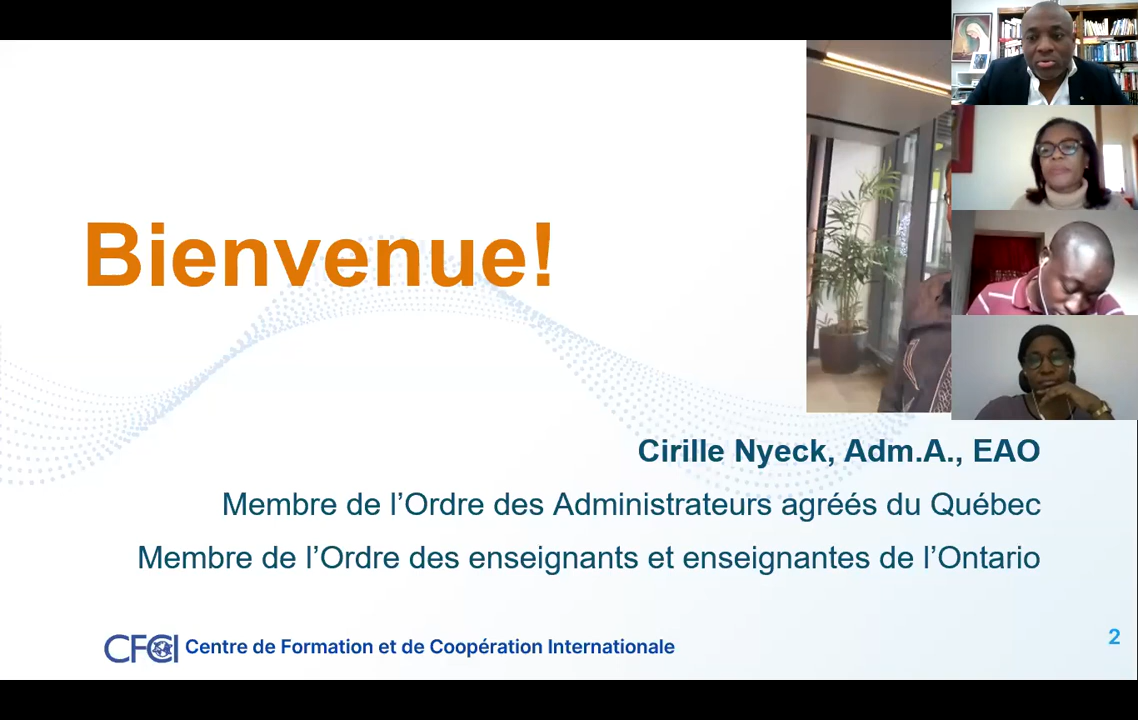 Bienvenue!
Cirille Nyeck, Adm.A., EAO
Membre de l’Ordre des Administrateurs agréés du Québec
Membre de l’Ordre des enseignants et enseignantes de l’Ontario
CFCI Centre de Formation et de Coopération Internationale
2